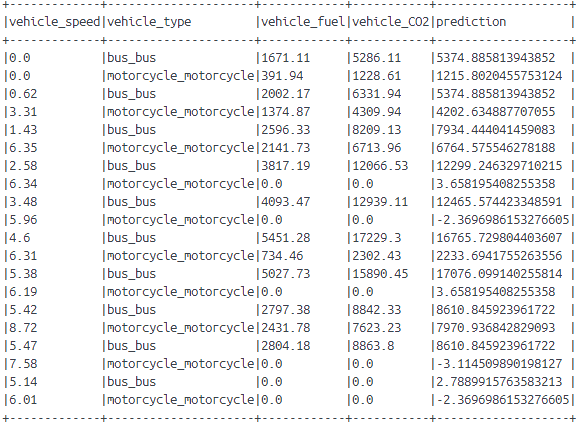 +-------------+---------------------+------------+-----------+-------------------+
|vehicle_speed|vehicle_type         |vehicle_fuel|vehicle_CO2|prediction         |
+-------------+---------------------+------------+-----------+-------------------+
|0.0          |bus_bus              |1671.11     |5286.11    |5374.885813943852  |
|0.0          |motorcycle_motorcycle|391.94      |1228.61    |1215.8020455753124 |
|0.62         |bus_bus              |2002.17     |6331.94    |5374.885813943852  |
|3.31         |motorcycle_motorcycle|1374.87     |4309.94    |4202.634887707055  |
|1.43         |bus_bus              |2596.33     |8209.13    |7934.444041459083  |
|6.35         |motorcycle_motorcycle|2141.73     |6713.96    |6764.575546278188  |
|2.58         |bus_bus              |3817.19     |12066.53   |12299.246329710215 |
|6.34         |motorcycle_motorcycle|0.0         |0.0        |3.658195408255358  |
|3.48         |bus_bus              |4093.47     |12939.11   |12465.574423348591 |
|5.96         |motorcycle_motorcycle|0.0         |0.0        |-2.3696986153276605|
|4.6          |bus_bus              |5451.28     |17229.3    |16765.729804403607 |
|6.31         |motorcycle_motorcycle|734.46      |2302.43    |2233.6941755263556 |
|5.38         |bus_bus              |5027.73     |15890.45   |17076.099140255814 |
|6.19         |motorcycle_motorcycle|0.0         |0.0        |3.658195408255358  |
|5.42         |bus_bus              |2797.38     |8842.33    |8610.845923961722  |
|8.72         |motorcycle_motorcycle|2431.78     |7623.23    |7970.936842829093  |
|5.47         |bus_bus              |2804.18     |8863.8     |8610.845923961722  |
|7.58         |motorcycle_motorcycle|0.0         |0.0        |-3.114509890198127 |
|5.14         |bus_bus              |0.0         |0.0        |2.7889915763583213 |
|6.01         |motorcycle_motorcycle|0.0         |0.0        |-2.3696986153276605|
+-------------+---------------------+------------+-----------+-------------------+